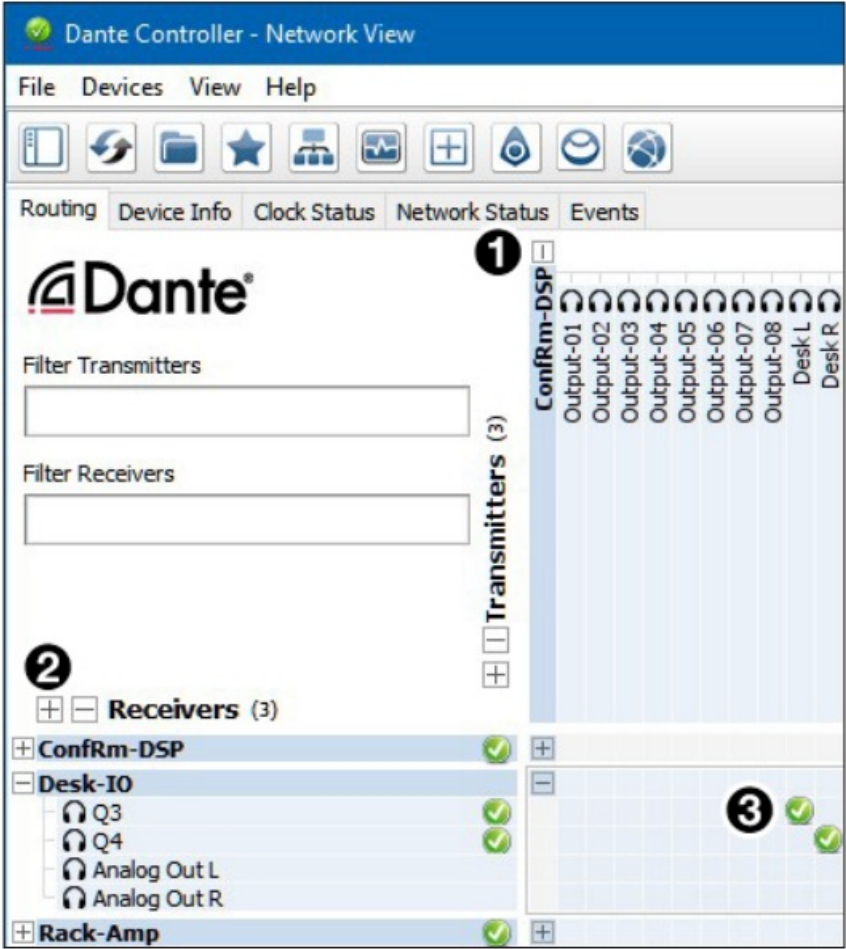 Dante Controller - Network View
File Devices View Help
Routing Device Info Clock Status Network Status Events
1
ConfRm-DSP
Output-01
Output-02
Output-03
Output-04
Output-05
Output-06
Output-07
Output-08
Desk L
Desk R
Dante®
Filter Transmitters
Filter Receivers
Transmitters (3)
2
Receivers (3)
ConfRm-DSP
Desk-IO
Q3
3
Q4
Analog Out L
Analog Out R
Rack-Amp